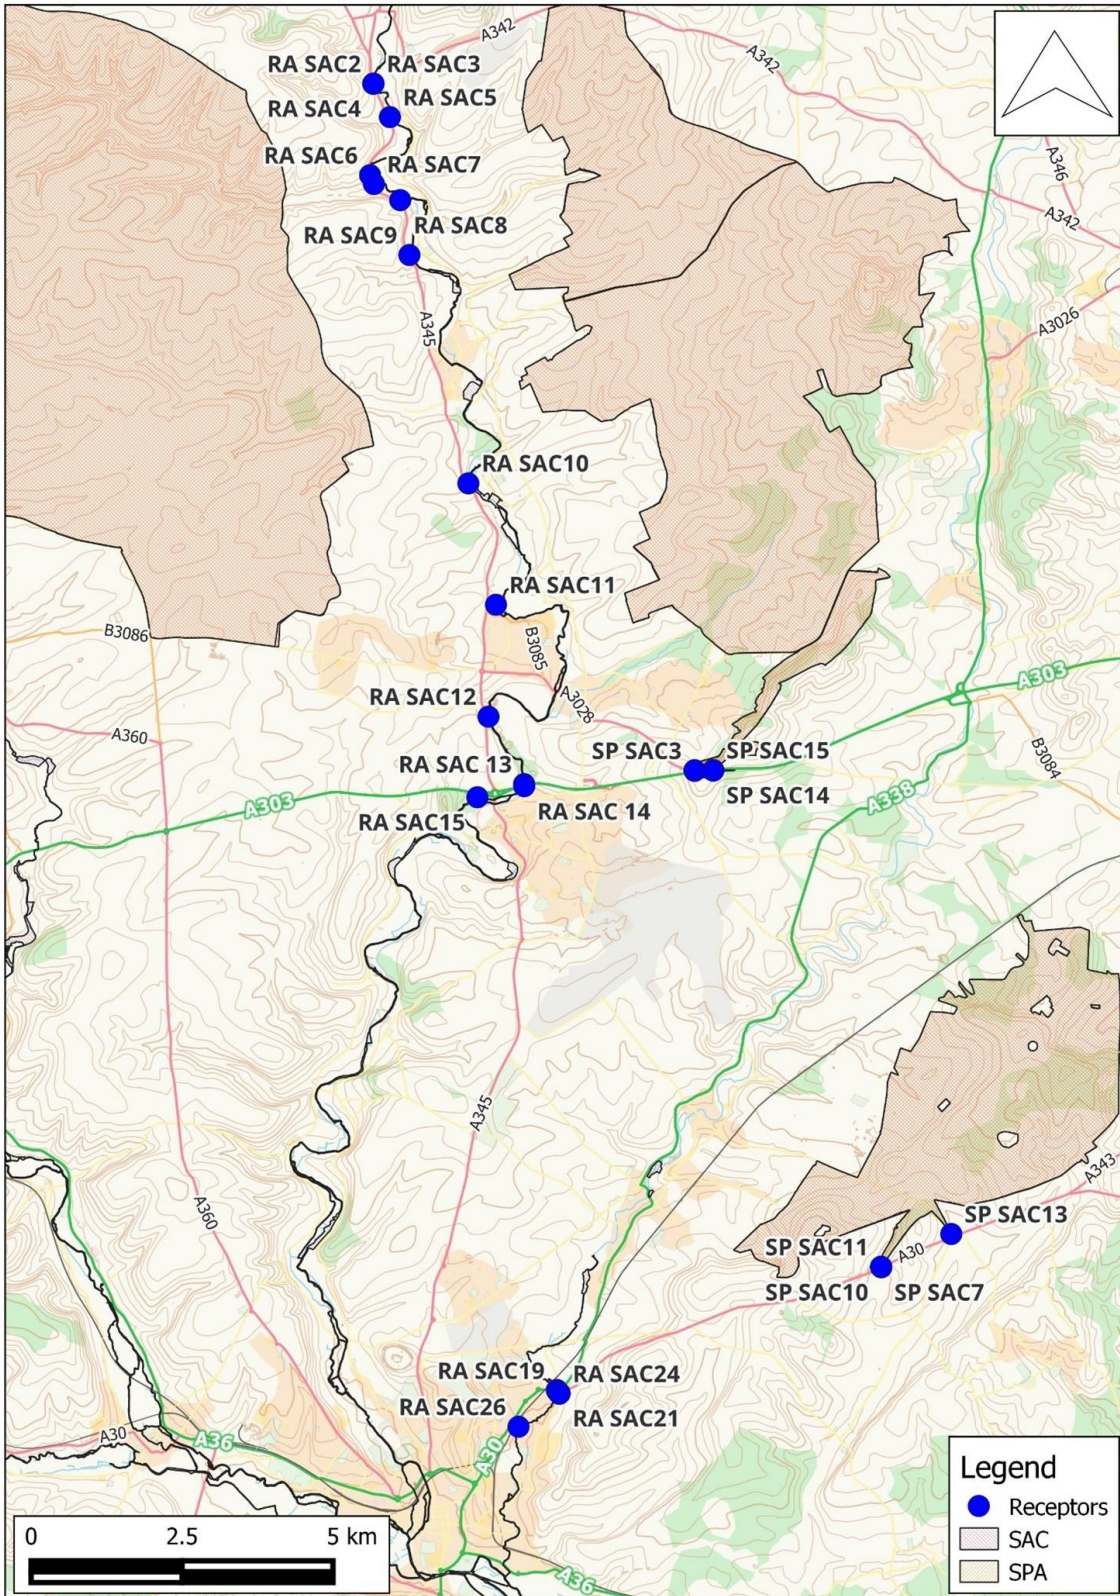 A342
A342
RA SAC2
RA SAC3
RA SAC4
RA SAC5
A346
RA SAC6
RA SAC7
A342
RA SAC9
RA SAC8
A345
A3026
RA SAC10
RA SAC11
B3086
B3085
A303
RA SAC12
A3028
A360
SP SAC3
SP SAC15
B3084
RA SAC 13
SP SAC14
A303
RA SAC15
RA SAC 14
A338
A345
A360
A343
SP SAC13
SP SAC11
A30
SP SAC10
SP SAC7
RA SAC19
RA SAC24
RA SAC26
RA SAC21
A30
A36
A30
A36
Legend
Receptors
SAC
SPA
0 2.5 5 km